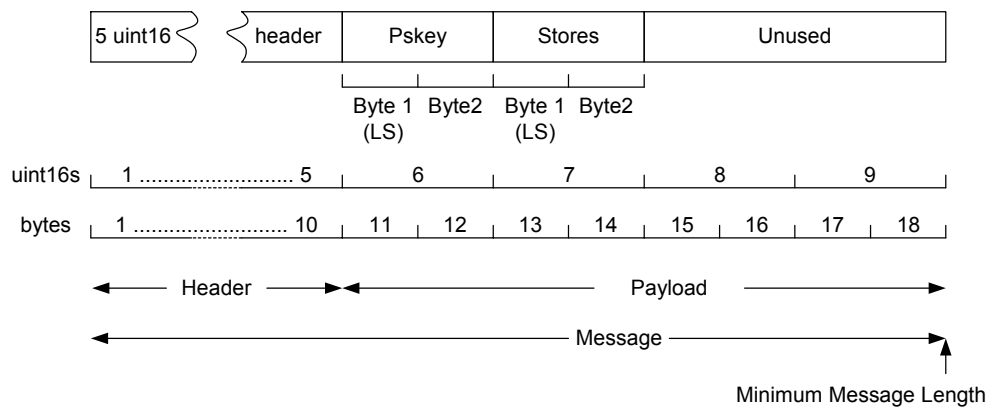 5 uint16 header Pskey Stores Unused
Byte 1 Byte2 Byte 1 Byte2
(LS) (LS)
uint16s 1 ........................ 5 6 7 8 9
bytes 1 ........................ 10 11 12 13 14 15 16 17 18
Header Payload
Message
Minimum Message Length